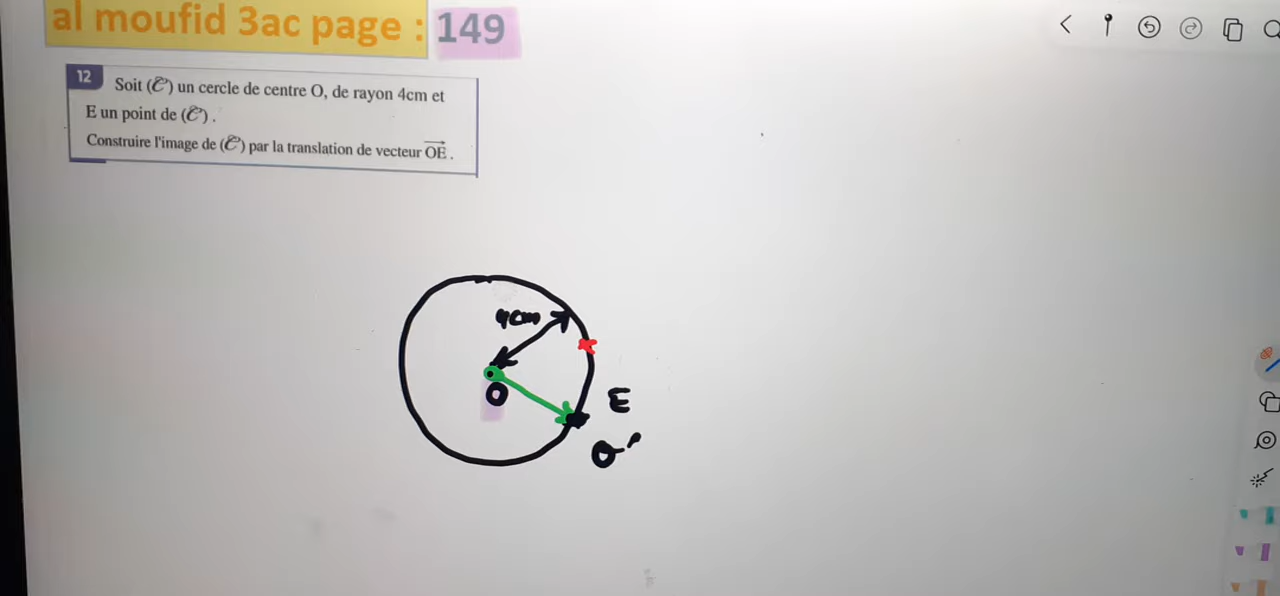 al moufid 3ac page : 149
12
Soit (C) un cercle de centre O, de rayon 4cm et
E un point de (C) .
Construire l'image de (C) par la translation de vecteur OE .
4cm
O
E
O'